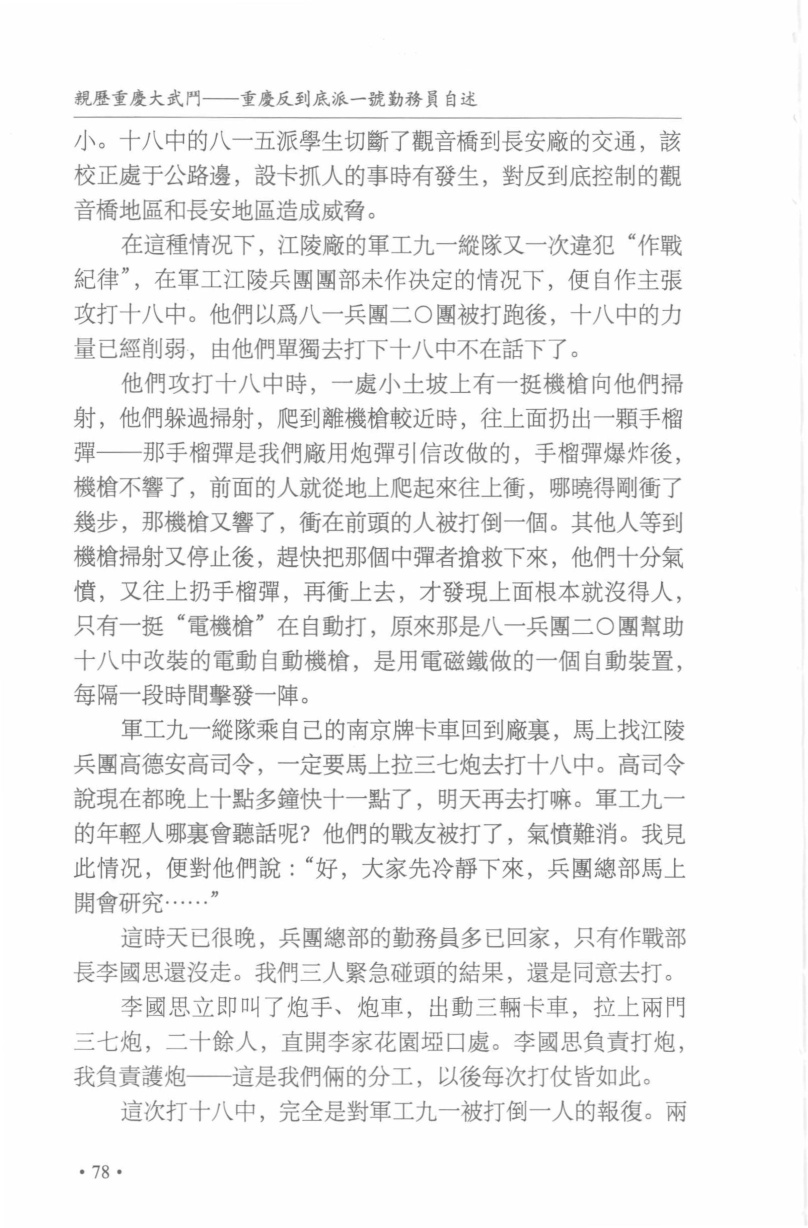 親歷重慶大武鬥——重慶反到底派一號勤務員自述
小。十八中的八一五派學生切斷了觀音橋到長安廠的交通，該
校正處于公路邊，設卡抓人的事時有發生，對反到底控制的觀
音橋地區和長安地區造成威脅。
在這種情况下，江陵廠的軍工九一縱隊又一次違犯“作戰
紀律”，在軍工江陵兵團團部未作决定的情况下，便自作主張
攻打十八中。他們以爲八一兵團二〇團被打跑後，十八中的力
量已經削弱，由他們單獨去打下十八中不在話下了。
他們攻打十八中時，一處小土坡上有一挺機槍向他們掃
射，他們躲過掃射，爬到離機槍較近時，往上面扔出一顆手榴
彈——那手榴彈是我們廠用炮彈引信改做的，手榴彈爆炸後，
機槍不響了，前面的人就從地上爬起來往上衝，哪曉得剛衝了
幾步，那機槍又響了，衝在前頭的人被打倒一個。其他人等到
機槍掃射又停止後，趕快把那個中彈者搶救下來，他們十分氣
憤，又往上扔手榴彈，再衝上去，才發現上面根本就沒得人，
只有一挺“電機槍”在自動打，原來那是八一兵團二〇團幫助
十八中改裝的電動自動機槍，是用電磁鐵做的一個自動裝置，
每隔一段時間擊發一陣。
軍工九一縱隊乘自己的南京牌卡車回到廠裏，馬上找江陵
兵團高德安高司令，一定要馬上拉三七炮去打十八中。高司令
說現在都晚上十點多鐘快十一點了，明天再去打嘛。軍工九一
的年輕人哪裏會聽話呢？他們的戰友被打了，氣憤難消。我見
此情况，便對他們說：“好，大家先冷靜下來，兵團總部馬上
開會研究……”
這時天已很晚，兵團總部的勤務員多已回家，只有作戰部
長李國思還沒走。我們三人緊急碰頭的結果，還是同意去打。
李國思立即叫了炮手、炮車，出動三輛卡車，拉上兩門
三七炮，二十餘人，直開李家花園埡口處。李國思負責打炮，
我負責護炮——這是我們倆的分工，以後每次打仗皆如此。
這次打十八中，完全是對軍工九一被打倒一人的報復。兩
·78·